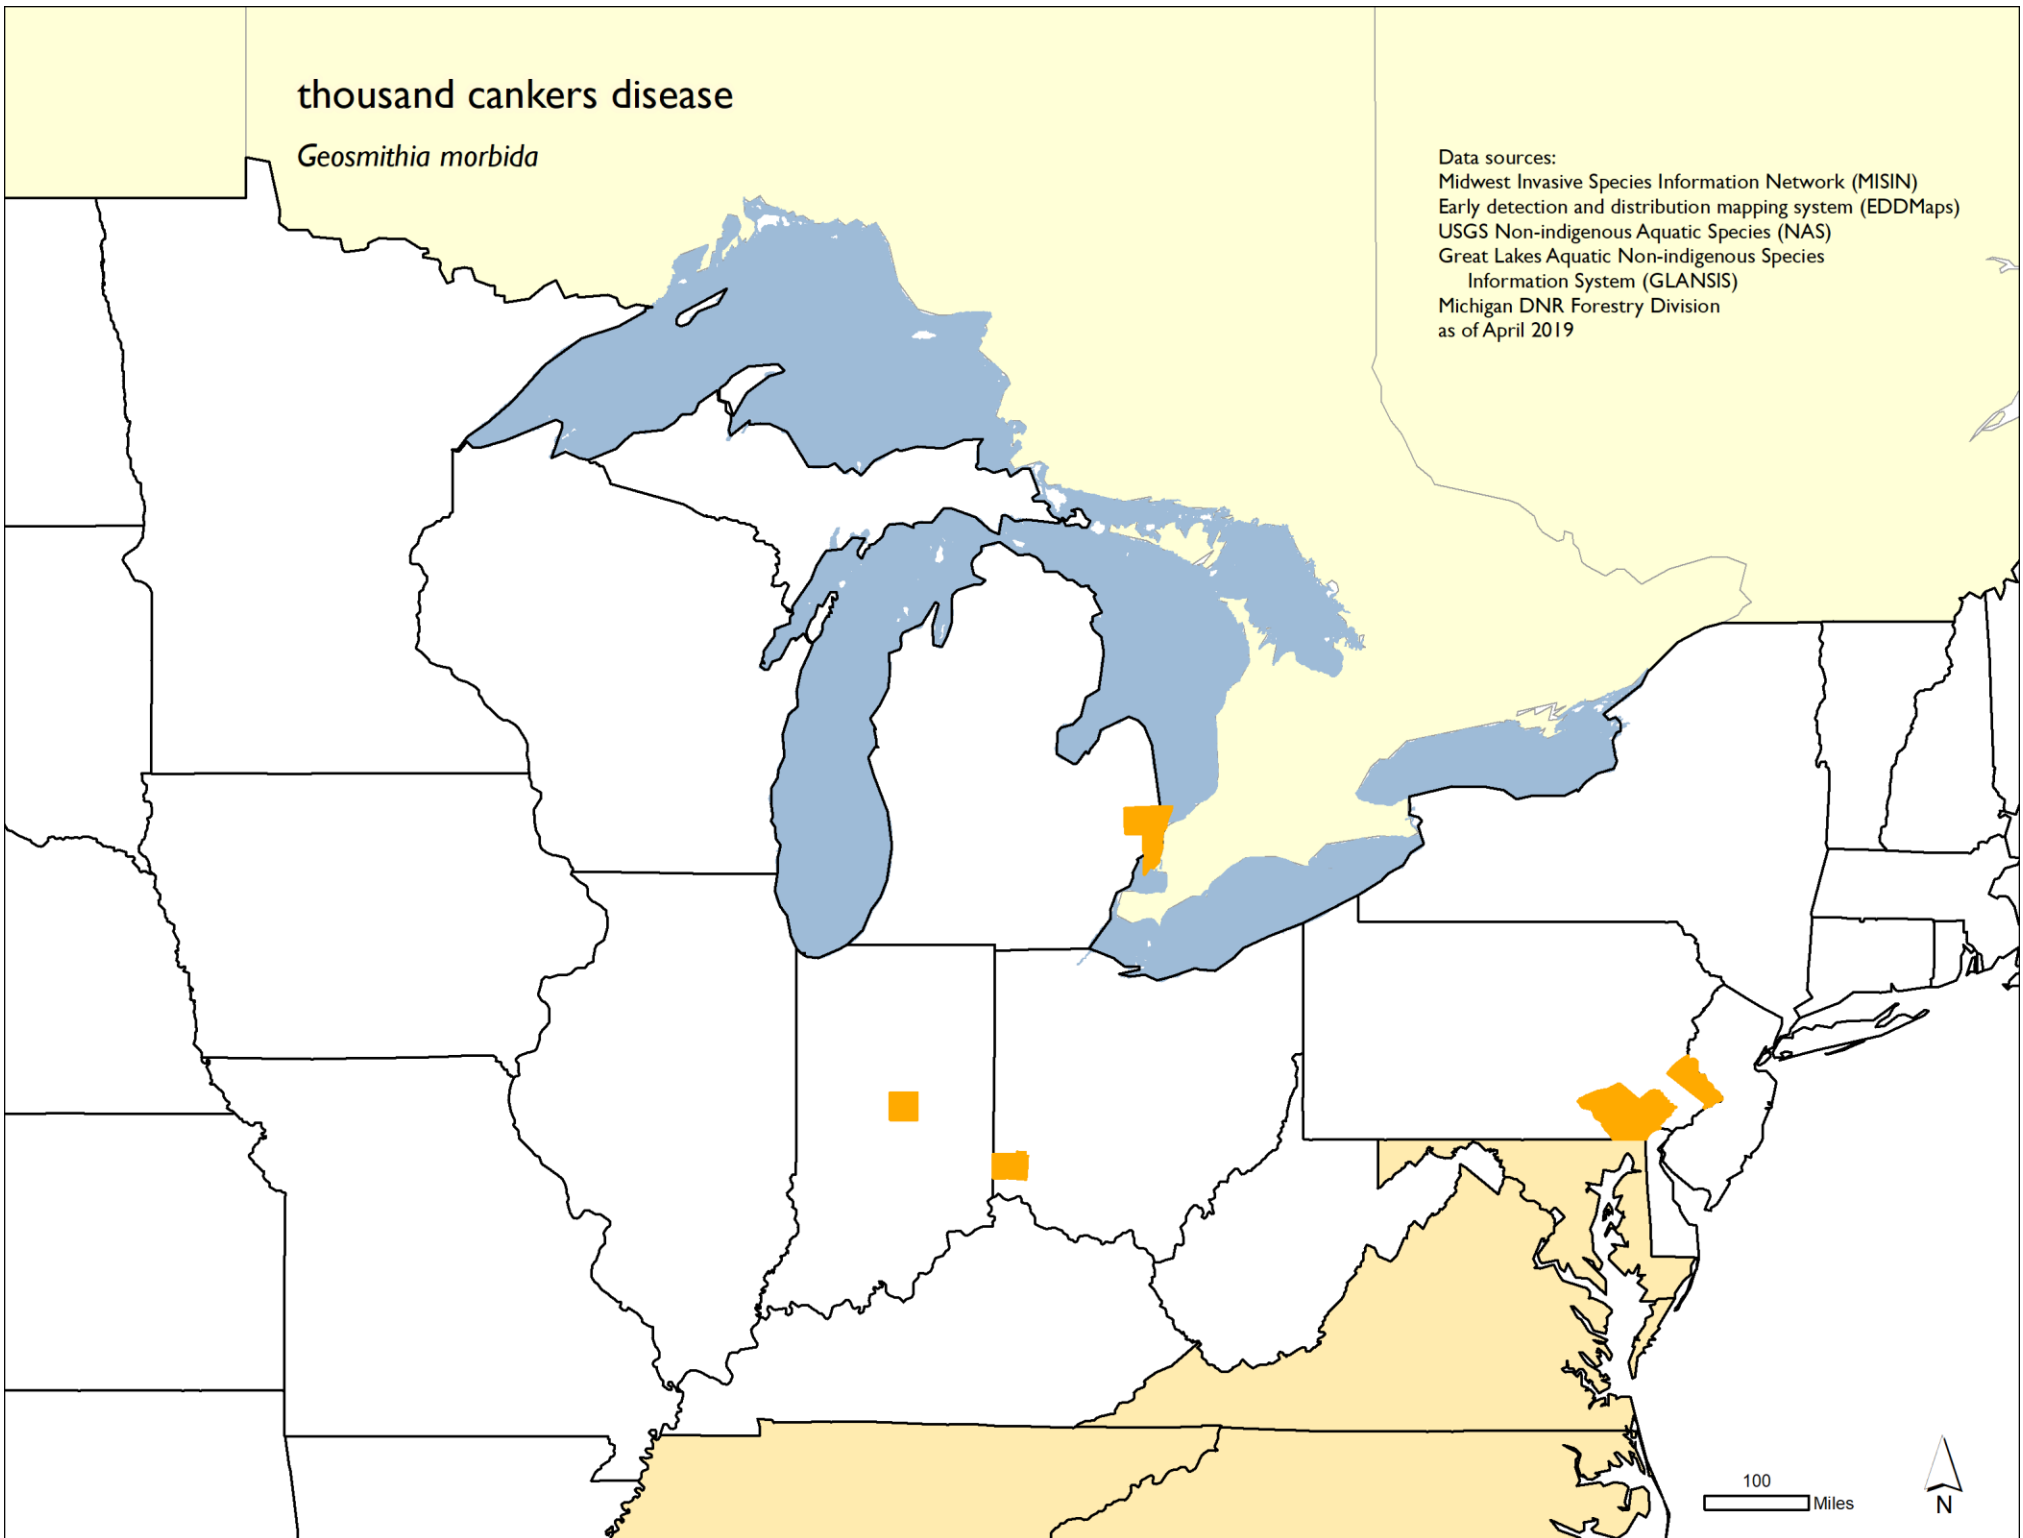 thousand cankers disease
Geosmithia morbida
Data sources:
Midwest Invasive Species Information Network (MISIN)
Early detection and distribution mapping system (EDDMaps)
USGS Non-indigenous Aquatic Species (NAS)
Great Lakes Aquatic Non-indigenous Species
Information System (GLANSIS)
Michigan DNR Forestry Division
as of April 2019
100
Miles
N